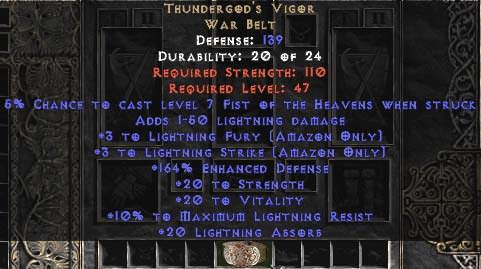 Thundergod's Vigor
War Belt
Defense: 139
Durability: 20 of 24
Required Strength: 110
Required Level: 47
5% Chance to cast level 7 Fist of the Heavens when struck
Adds 1-50 lightning damage
+3 to Lightning Fury (Amazon Only)
+3 to Lightning Strike (Amazon Only)
+164% Enhanced Defense
+20 to Strength
+20 to Vitality
+10% to Maximum Lightning Resist
+20 Lightning Absorb